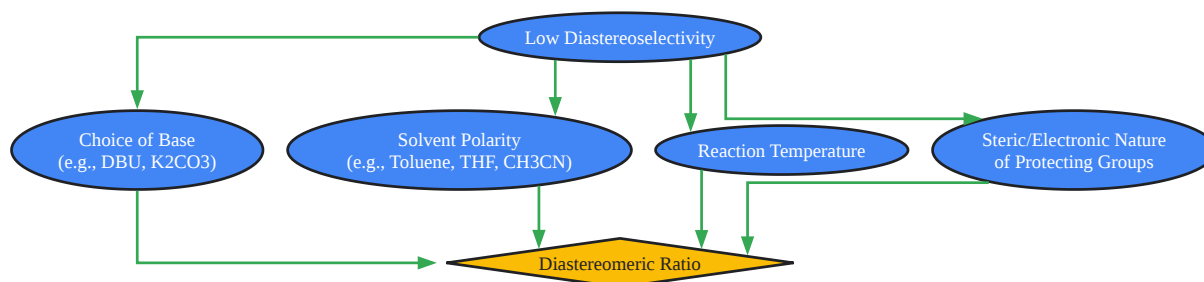 Low Diastereoselectivity
Choice of Base
(e.g., DBU, K2CO3)
Solvent Polarity
(e.g., Toluene, THF, CH3CN)
Reaction Temperature
Steric/Electronic Nature
of Protecting Groups
Diastereomeric Ratio